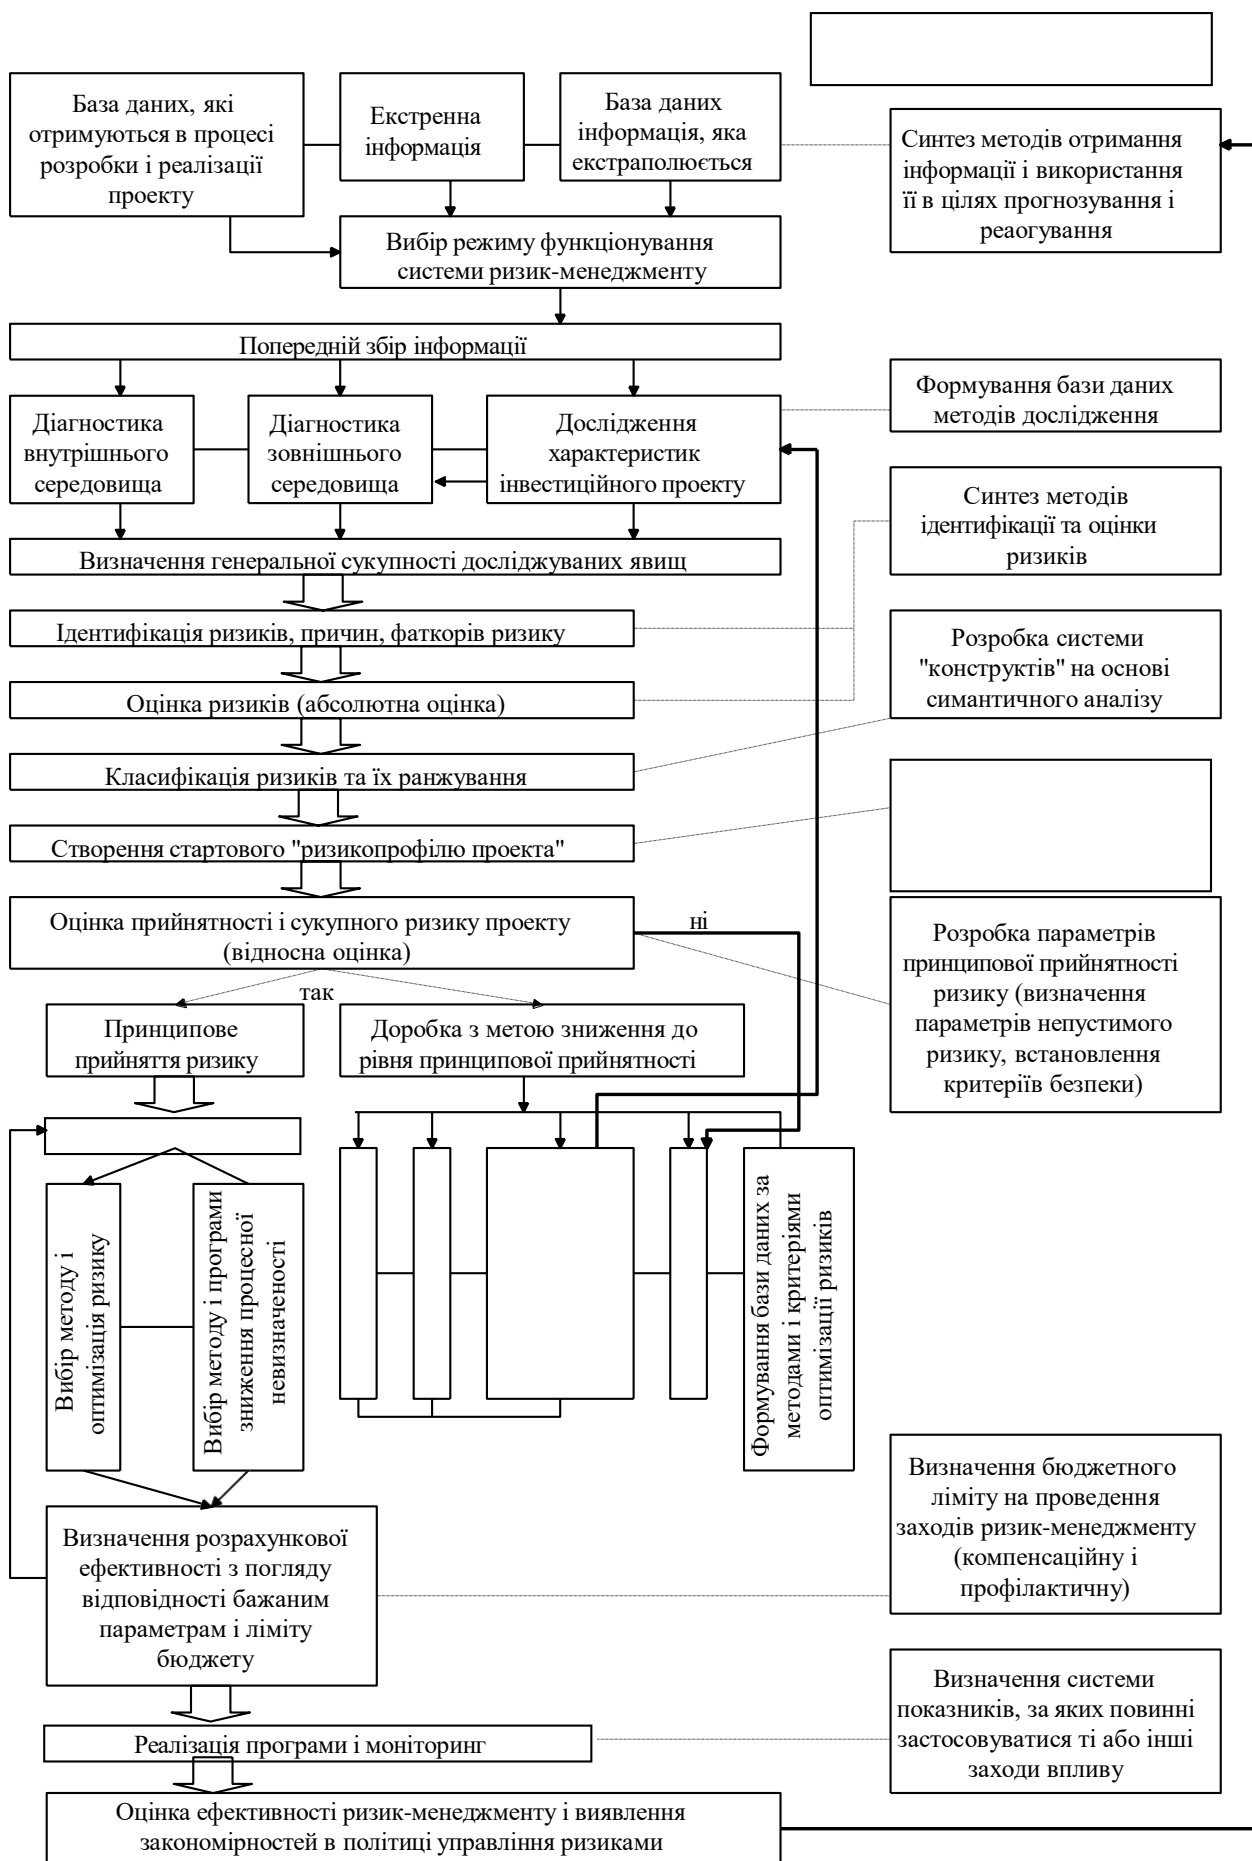 База даних, які
отримуються в процесі
розробки і реалізації
проекту
Екстренна
інформація
База даних
інформація, яка
екстраполюється
Синтез методів отримання
інформації і використання
її в цілях прогнозування і
реаогування
Вибір режиму функціонування
системи ризик-менеджменту
Попередній збір інформації
Діагностика
внутрішнього
середовища
Діагностика
зовнішнього
середовища
Дослідження
характеристик
інвестиційного проекту
Формування бази даних
методів дослідження
Синтез методів
ідентифікації та оцінки
ризиків
Визначення генеральної сукупності досліджуваних явищ
Ідентифікація ризиків, причин, фаткорів ризику
Розробка системи
"конструктів" на основі
симантичного аналізу
Оцінка ризиків (абсолютна оцінка)
Класифікація ризиків та їх ранжування
Створення стартового "ризикопрофілю проекта"
Оцінка прийнятності і сукупного ризику проекту
(відносна оцінка)
ні
так
Розробка параметрів
принципової прийнятності
ризику (визначення
параметрів непустимого
ризику, встановлення
критеріїв безпеки)
Принципове
прийняття ризику
Доробка з метою зниження до
рівня принципової прийнятності
Вибір методу і
оптимізація ризику
Вибір методу і програми
зниження процесної
невизначеності
Формування бази даних за
методами і критеріями
оптимізації ризиків
Визначення бюджетного
ліміту на проведення
заходів ризик-менеджменту
(компенсаційну і
профілактичну)
Визначення розрахункової
ефективності з погляду
відповідності бажаним
параметрам і ліміту
бюджету
Визначення системи
показників, за яких повинні
застосовуватися ті або інші
заходи впливу
Реалізація програми і моніторинг
Оцінка ефективності ризик-менеджменту і виявлення
закономірностей в політиці управління ризиками